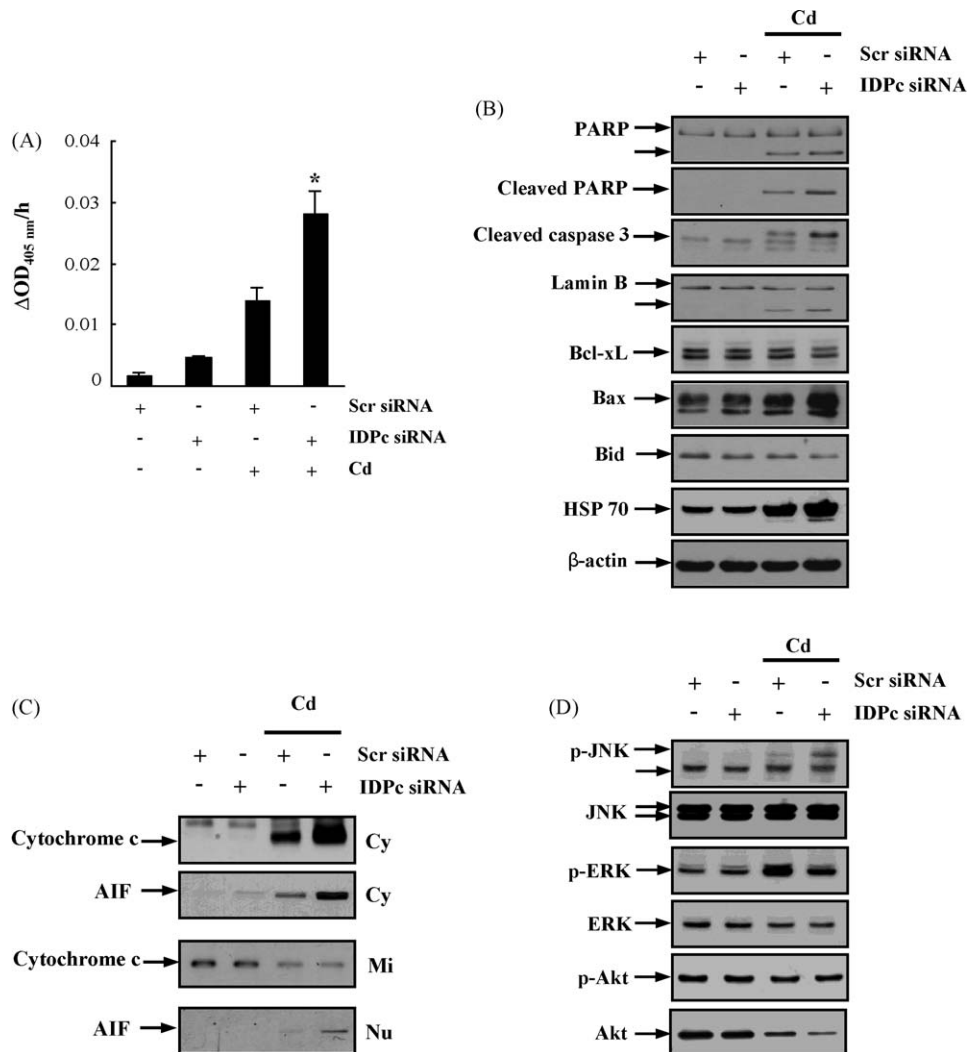 (A)
ΔOD405 nm/h
0.04
0.03
0.02
0.01
0
*
+ - + - Scr siRNA
- + - + IDPc siRNA
- - + + Cd
(B)
Cd
+ - + - Scr siRNA
- + - + IDPc siRNA
PARP
Cleaved PARP
Cleaved caspase 3
Lamin B
Bcl-xL
Bax
Bid
HSP 70
β-actin
(C)
Cd
+ - + - Scr siRNA
- + - + IDPc siRNA
Cytochrome c Cy
AIF Cy
Cytochrome c Mi
AIF Nu
(D)
Cd
+ - + - Scr siRNA
- + - + IDPc siRNA
p-JNK
JNK
p-ERK
ERK
p-Akt
Akt